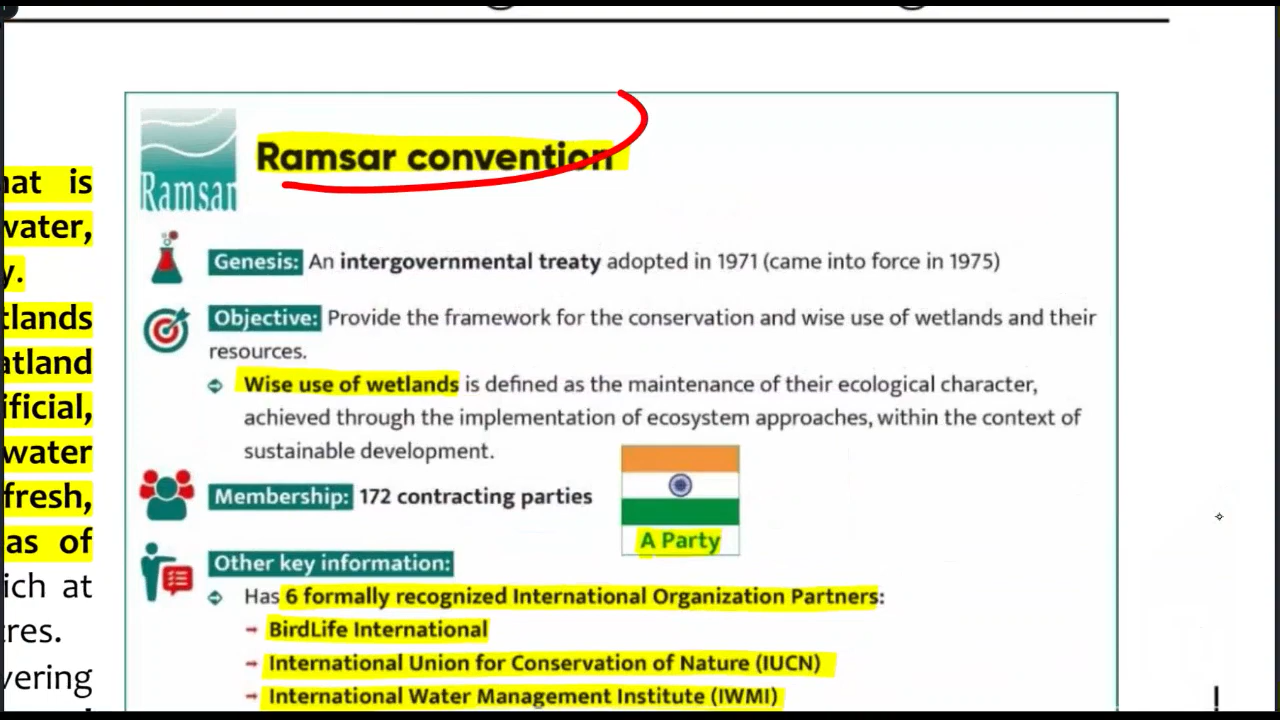 Ramsar convention
Ramsar
hat is
water,
y.
tlands
atland
ificial,
water
fresh,
as of
ich at
cres.
vering
Genesis: An intergovernmental treaty adopted in 1971 (came into force in 1975)
Objective: Provide the framework for the conservation and wise use of wetlands and their
resources.
Wise use of wetlands is defined as the maintenance of their ecological character,
achieved through the implementation of ecosystem approaches, within the context of
sustainable development.
Membership: 172 contracting parties
A Party
Other key information:
Has 6 formally recognized International Organization Partners:
BirdLife International
International Union for Conservation of Nature (IUCN)
International Water Management Institute (IWMI)